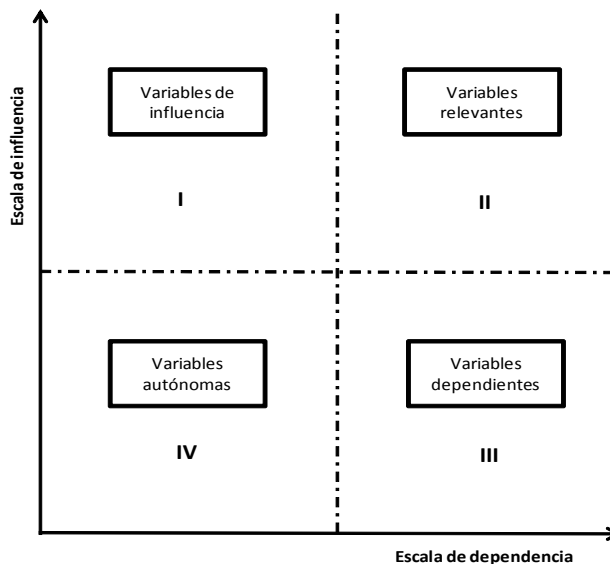 Escala de influencia
Variables de
influencia
I
Variables
relevantes
II
Variables
autónomas
IV
Variables
dependientes
III
Escala de dependencia